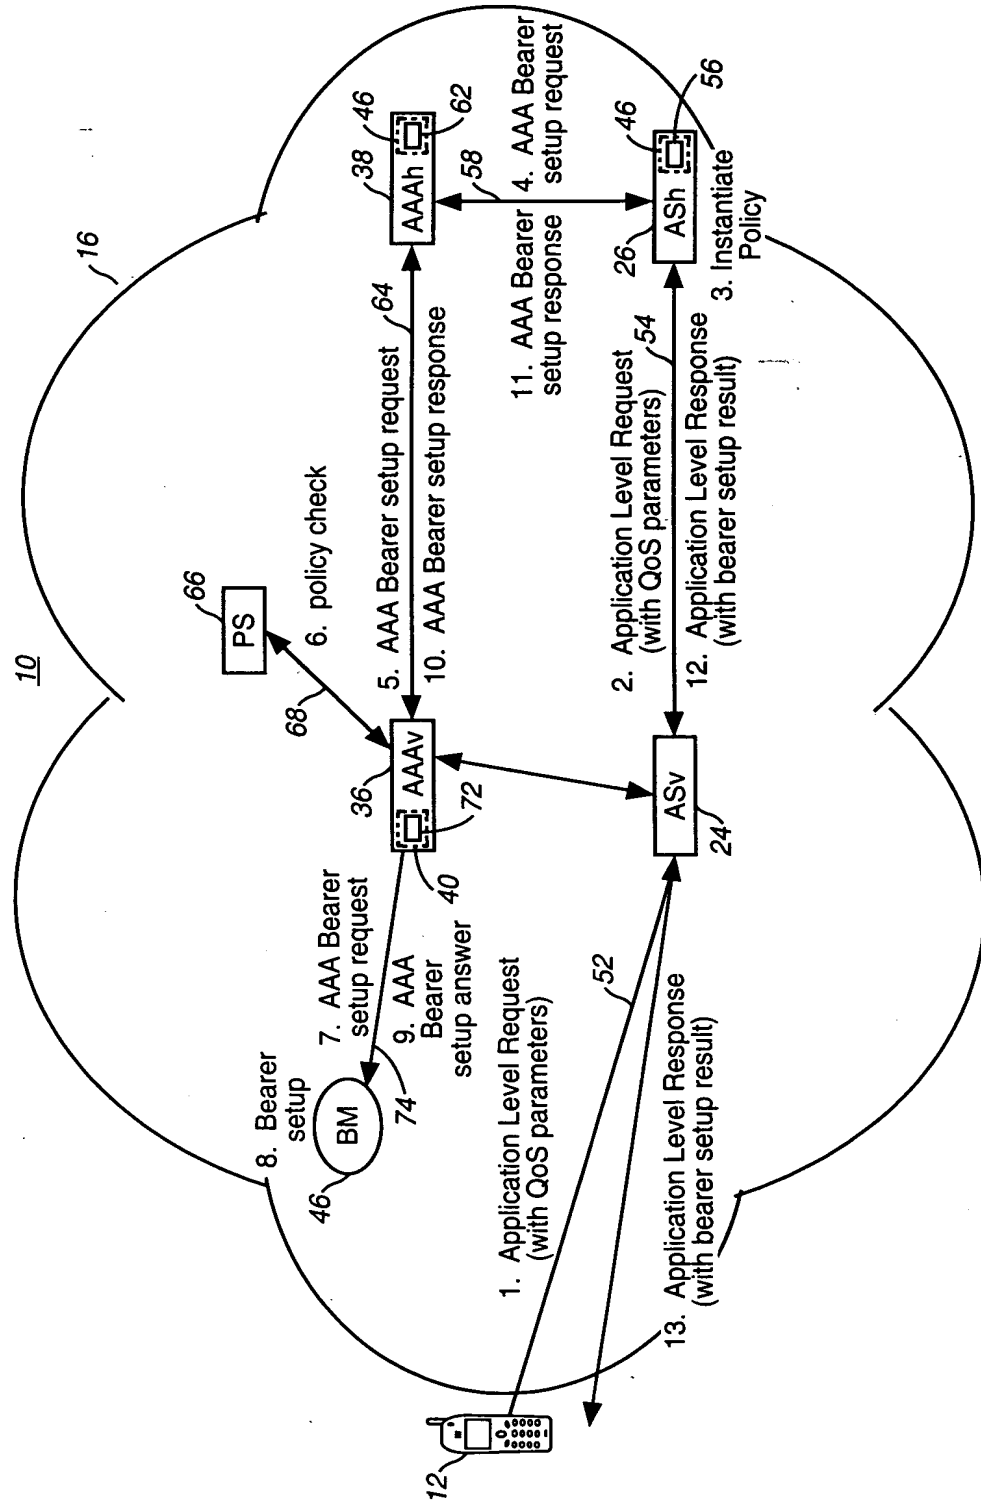 10
16
66
PS
68
6. policy check
36
AAAv
72
40
5. AAA Bearer setup request
10. AAA Bearer setup response
64
38
AAAh
46
62
58
4. AAA Bearer
setup request
11. AAA Bearer
setup response
8. Bearer
setup
BM
46
7. AAA Bearer
setup request
9. AAA
Bearer
setup answer
74
12
1. Application Level Request
(with QoS parameters)
52
13. Application Level Response
(with bearer setup result)
ASv
24
2. Application Level Request
(with QoS parameters)
54
12. Application Level Response
(with bearer setup result)
26
ASh
46
56
3. Instantiate
Policy